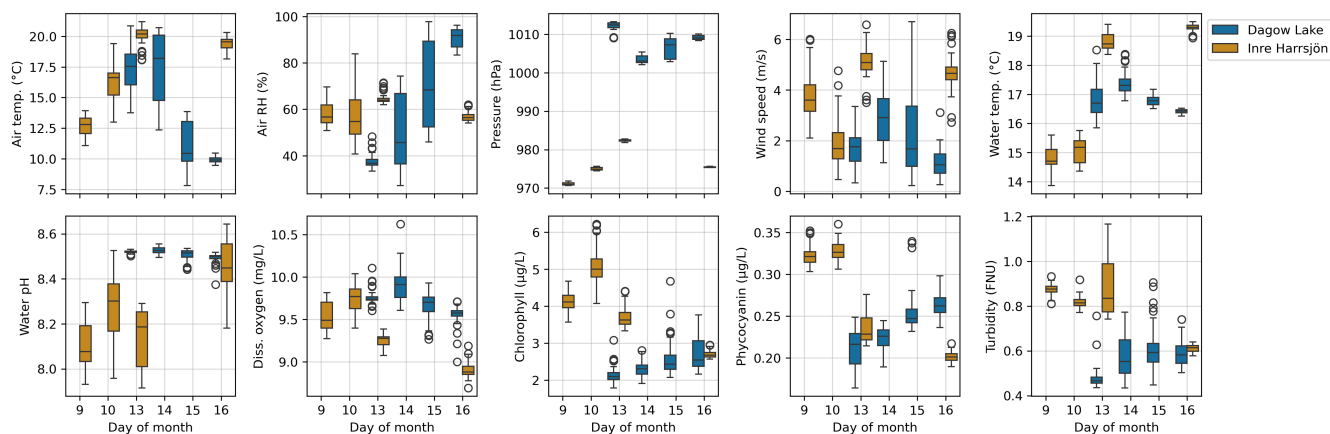 Air temp. (°C)
20.0
17.5
15.0
12.5
10.0
7.5
Air RH (%)
100
80
60
40
Pressure (hPa)
1010
1000
990
980
970
Wind speed (m/s)
6
4
2
0
Water temp. (°C)
19
18
17
16
15
14
Dagow Lake
Inre Harrsjön
Water pH
8.6
8.4
8.2
8.0
9 10 13 14 15 16
Day of month
Diss. oxygen (mg/L)
10.5
10.0
9.5
9.0
9 10 13 14 15 16
Day of month
Chlorophyll (µg/L)
6
5
4
3
2
9 10 13 14 15 16
Day of month
Phycocyanin (µg/L)
0.35
0.30
0.25
0.20
9 10 13 14 15 16
Day of month
Turbidity (FNU)
1.2
1.0
0.8
0.6
0.4
9 10 13 14 15 16
Day of month